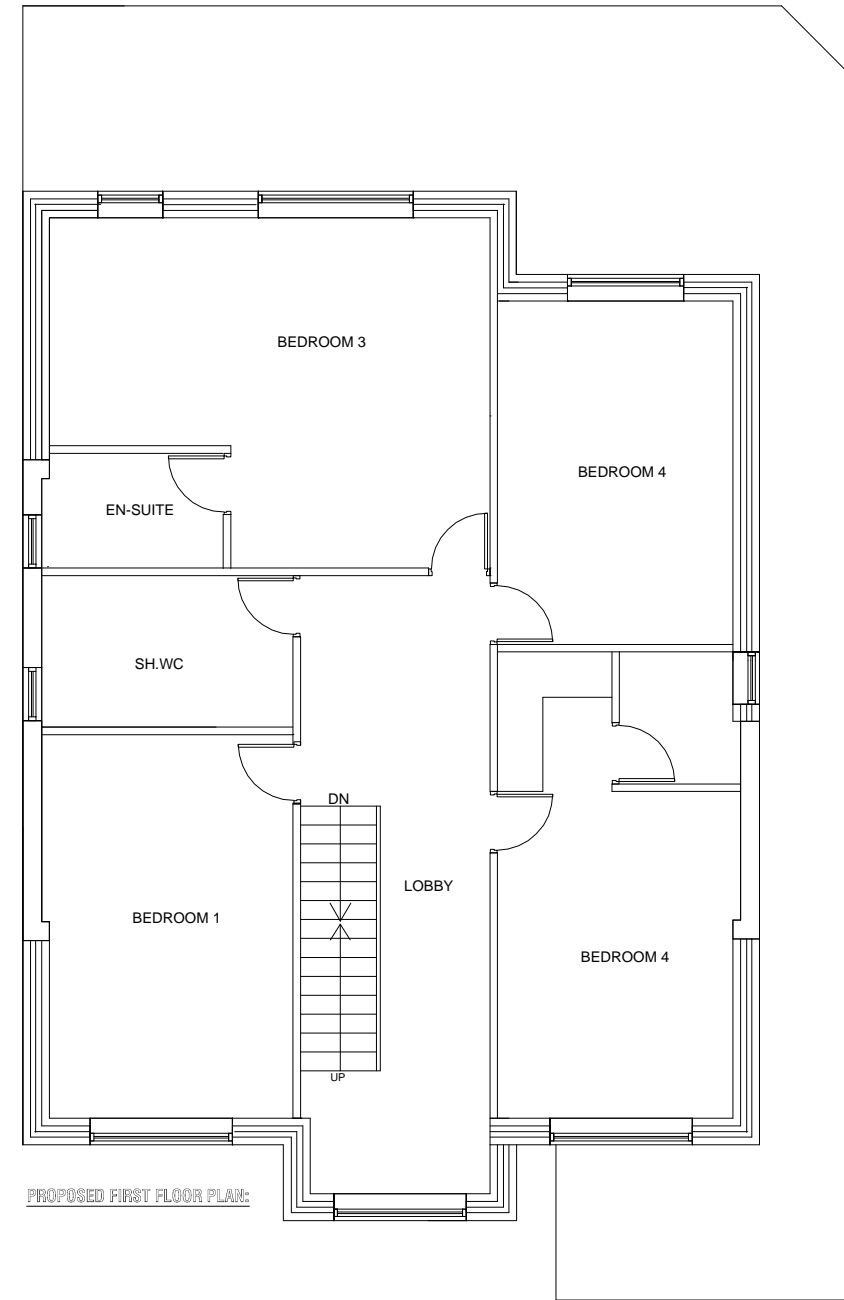 BEDROOM 3
BEDROOM 4
EN-SUITE
SH.WC
DN
LOBBY
BEDROOM 1
BEDROOM 4
UP
PROPOSED FIRST FLOOR PLAN: